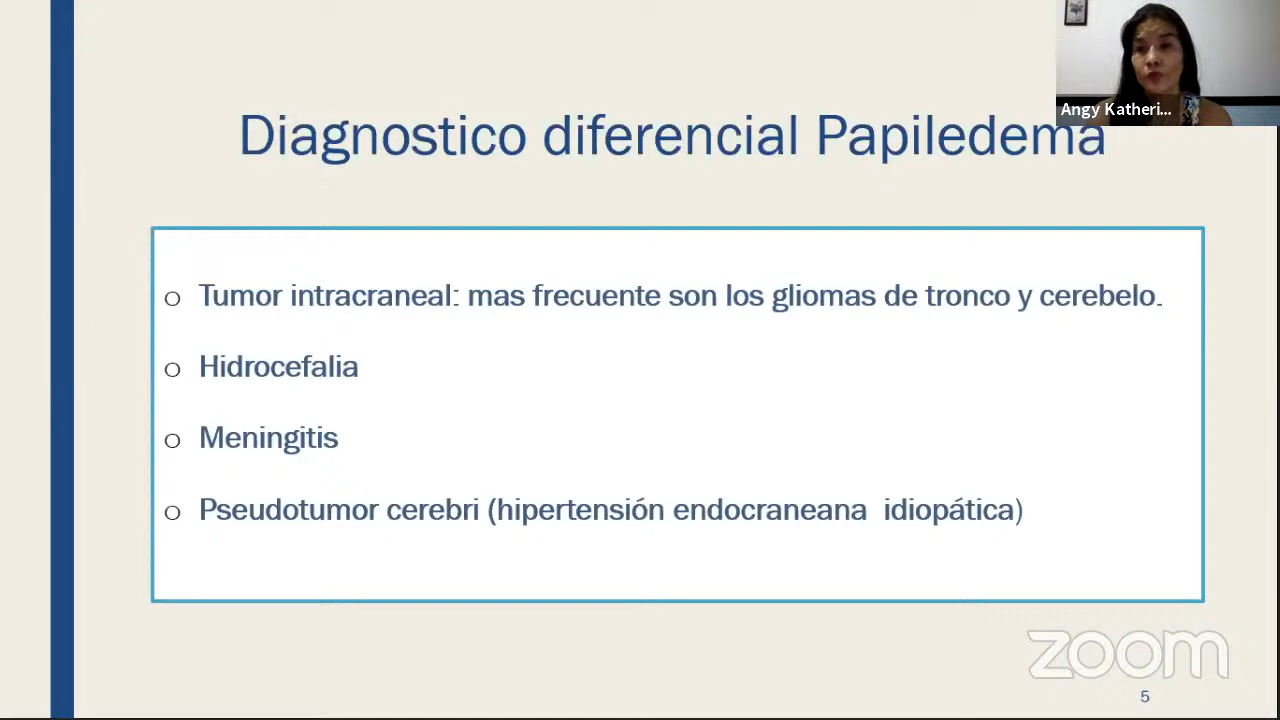 Angy Katheri...
Diagnostico diferencial Papiledema
o Tumor intracraneal: mas frecuente son los gliomas de tronco y cerebelo.
o Hidrocefalia
o Meningitis
o Pseudotumor cerebri (hipertensión endocraneana  idiopática)
zoom
5